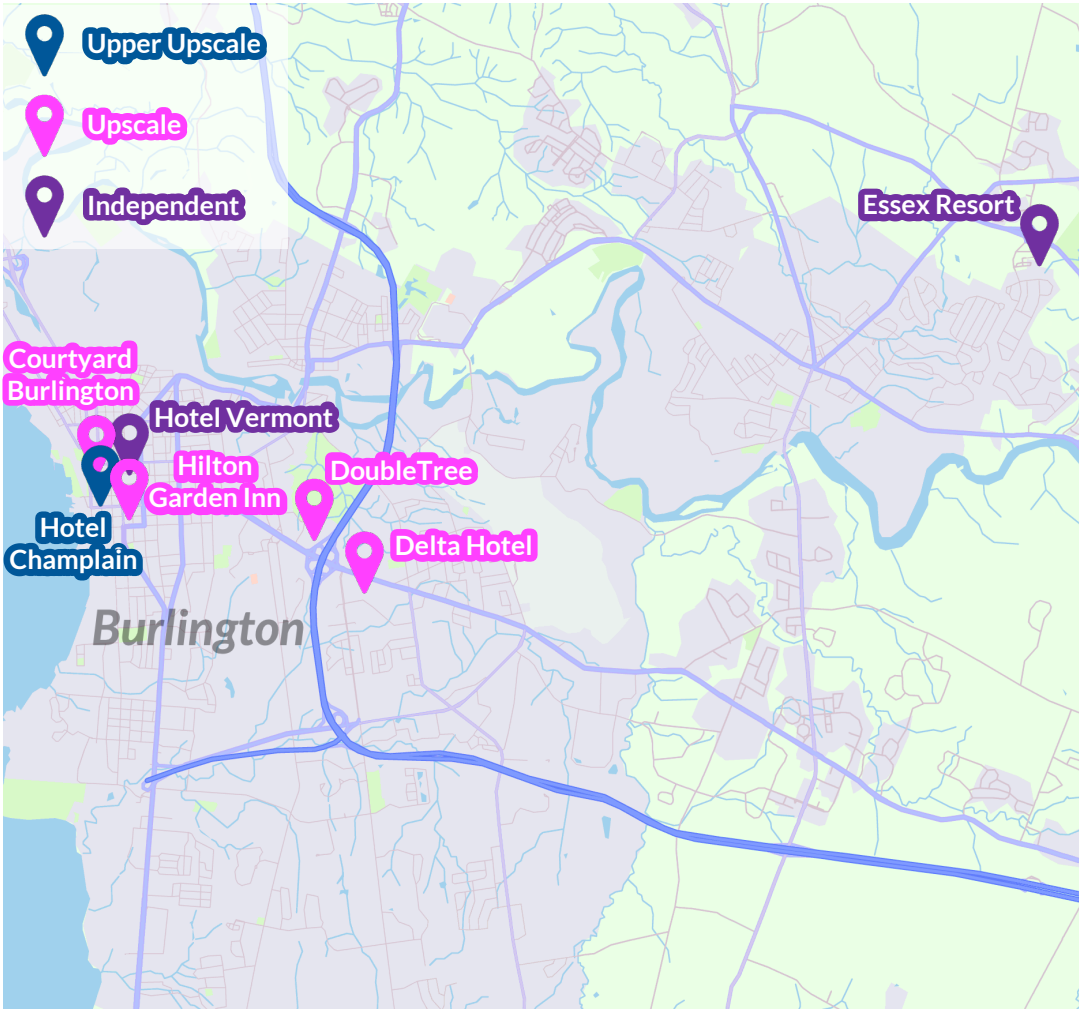 Upper Upscale
Upscale
Independent
Essex Resort
Courtyard
Burlington
Hotel Vermont
Hilton
Garden Inn
DoubleTree
Hotel
Champlain
Delta Hotel
Burlington